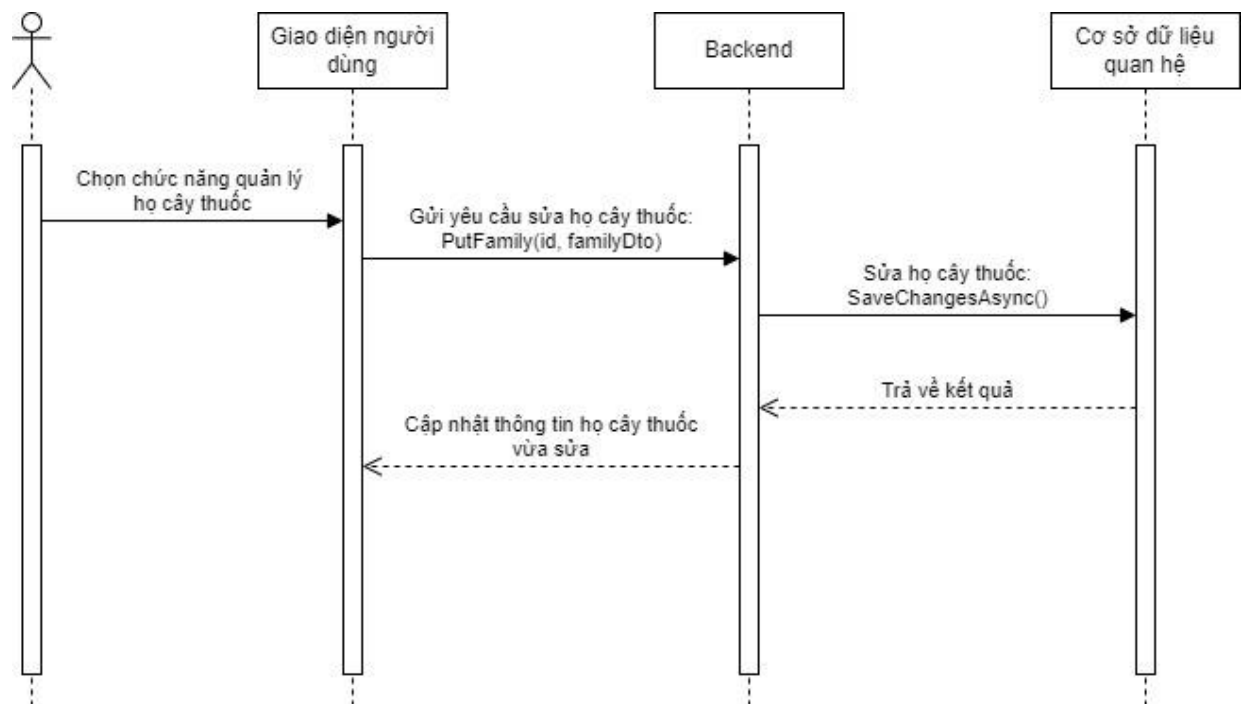 Giao diện người
dùng
Backend
Cơ sở dữ liệu
quan hệ
Chọn chức năng quản lý
họ cây thuốc
Gửi yêu cầu sửa họ cây thuốc:
PutFamily(id, familyDto)
Sửa họ cây thuốc:
SaveChangesAsync()
Trả về kết quả
Cập nhật thông tin họ cây thuốc
vừa sửa